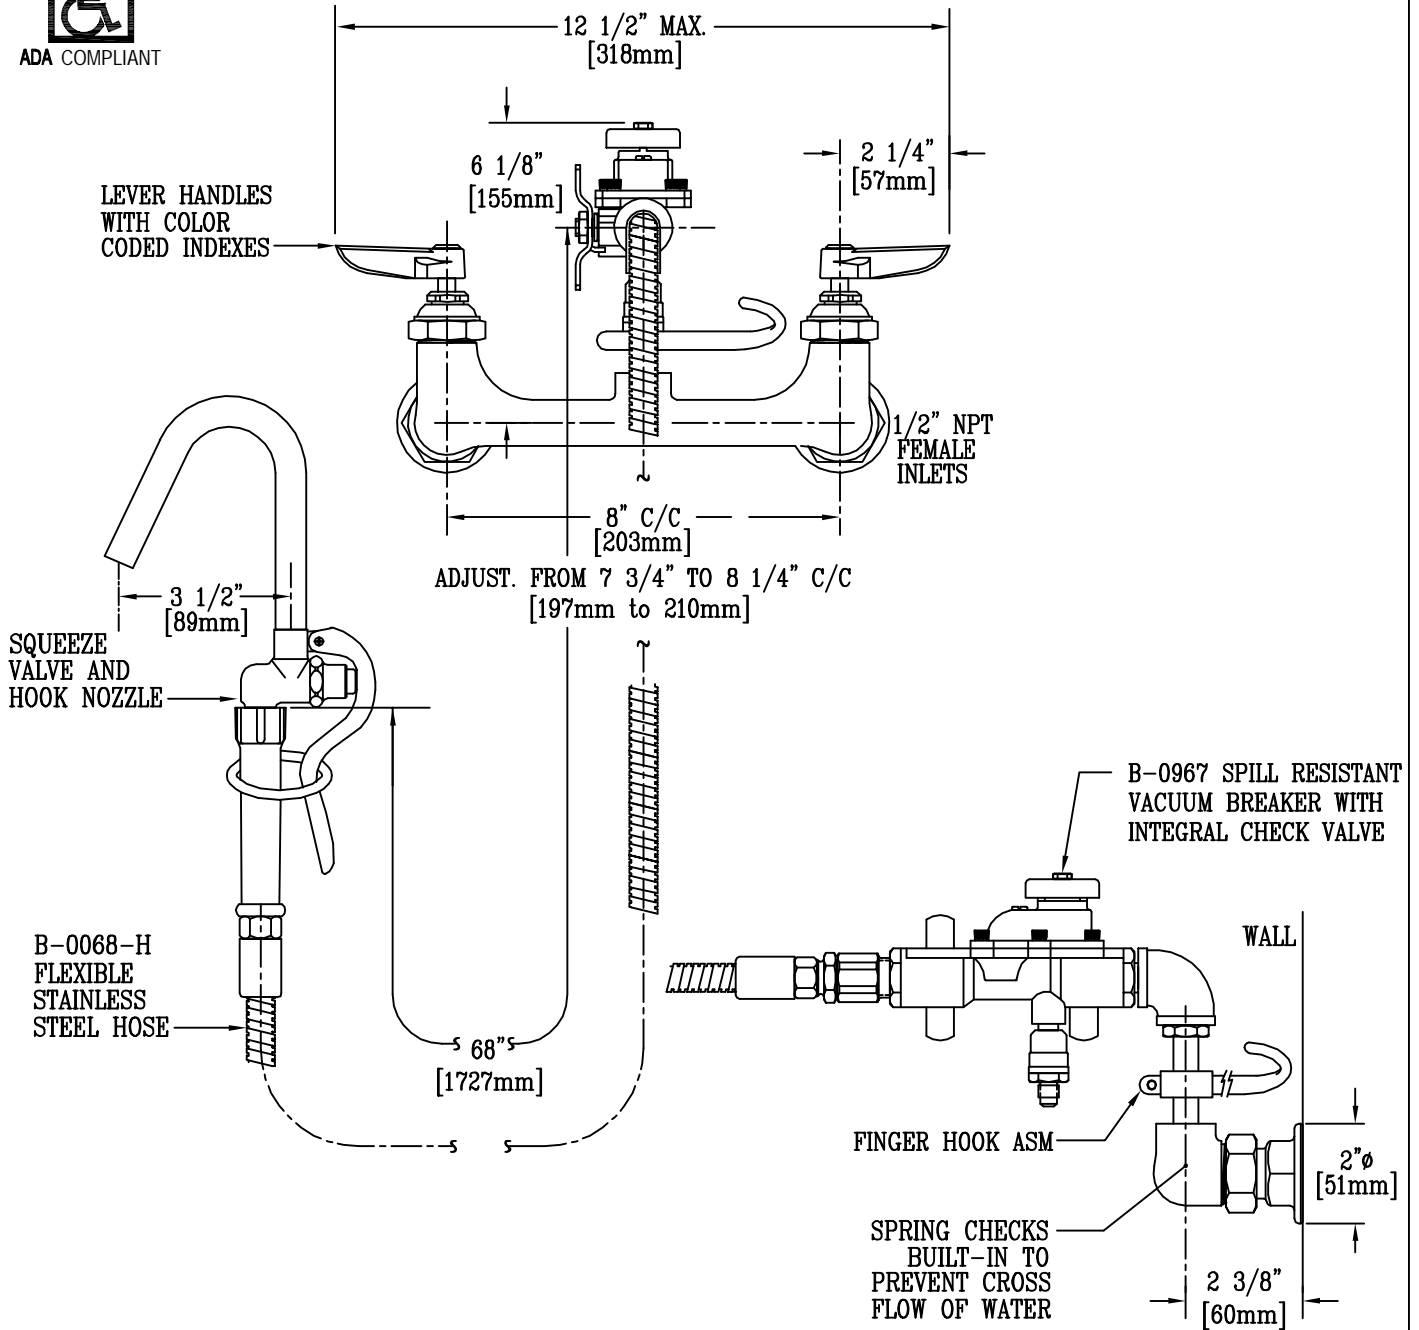 ADA COMPLIANT
12 1/2" MAX.
[318mm]
6 1/8"
[155mm]
2 1/4"
[57mm]
LEVER HANDLES
WITH COLOR
CODED INDEXES
1/2" NPT
FEMALE
INLETS
8" C/C
[203mm]
ADJUST. FROM 7 3/4" TO 8 1/4" C/C
[197mm to 210mm]
3 1/2"
[89mm]
SQUEEZE
VALVE AND
HOOK NOZZLE
B-0967 SPILL RESISTANT
VACUUM BREAKER WITH
INTEGRAL CHECK VALVE
WALL
B-0068-H
FLEXIBLE
STAINLESS
STEEL HOSE
68"
[1727mm]
FINGER HOOK ASM
2"ø
[51mm]
SPRING CHECKS
BUILT-IN TO
PREVENT CROSS
FLOW OF WATER
2 3/8"
[60mm]